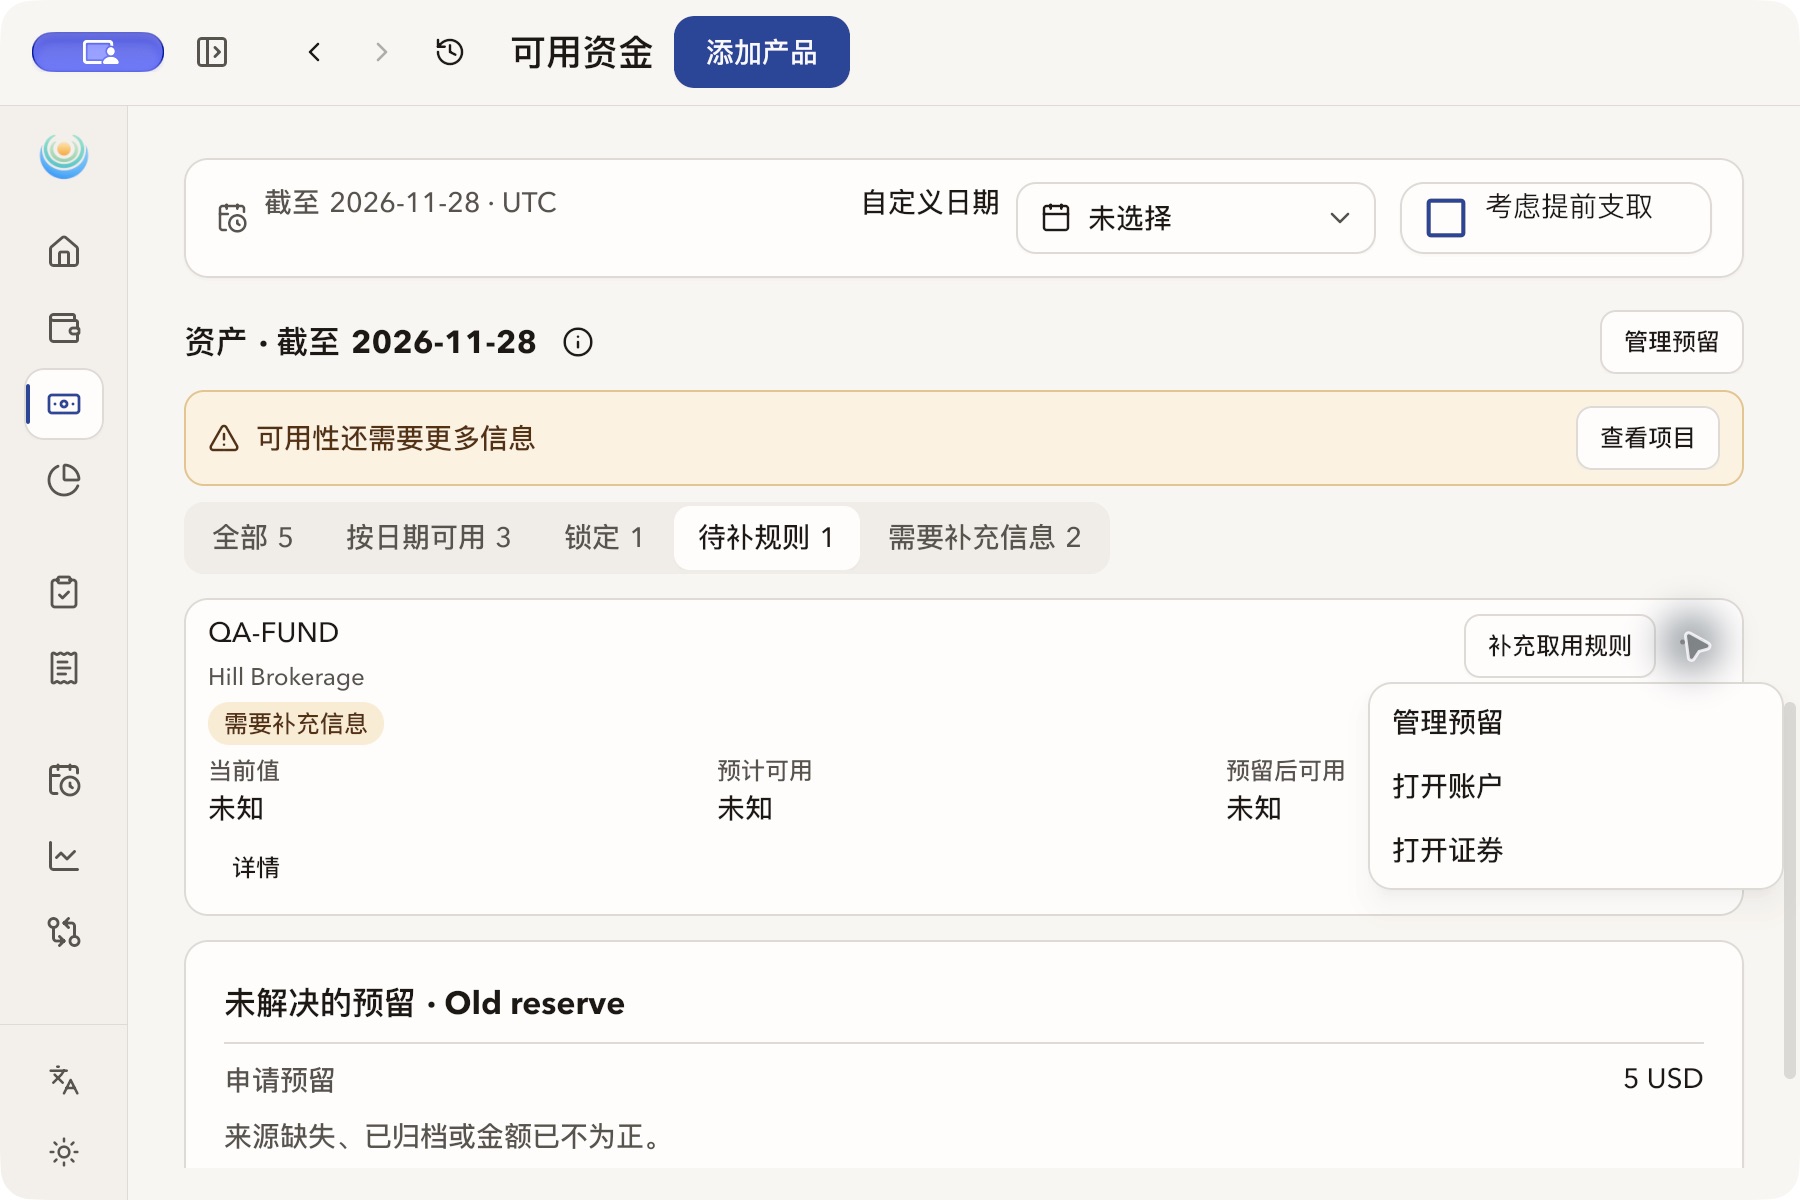 可用资金
添加产品
截至 2026-11-28 · UTC
自定义日期
未选择
考虑提前支取
资产 · 截至 2026-11-28
管理预留
可用性还需要更多信息
查看项目
全部 5
按日期可用 3
锁定 1
待补规则 1
需要补充信息 2
QA-FUND
补充取用规则
Hill Brokerage
需要补充信息
管理预留
打开账户
打开证券
当前值
未知
预计可用
未知
预留后可用
未知
详情
未解决的预留 · Old reserve
申请预留
5 USD
来源缺失、已归档或金额已不为正。